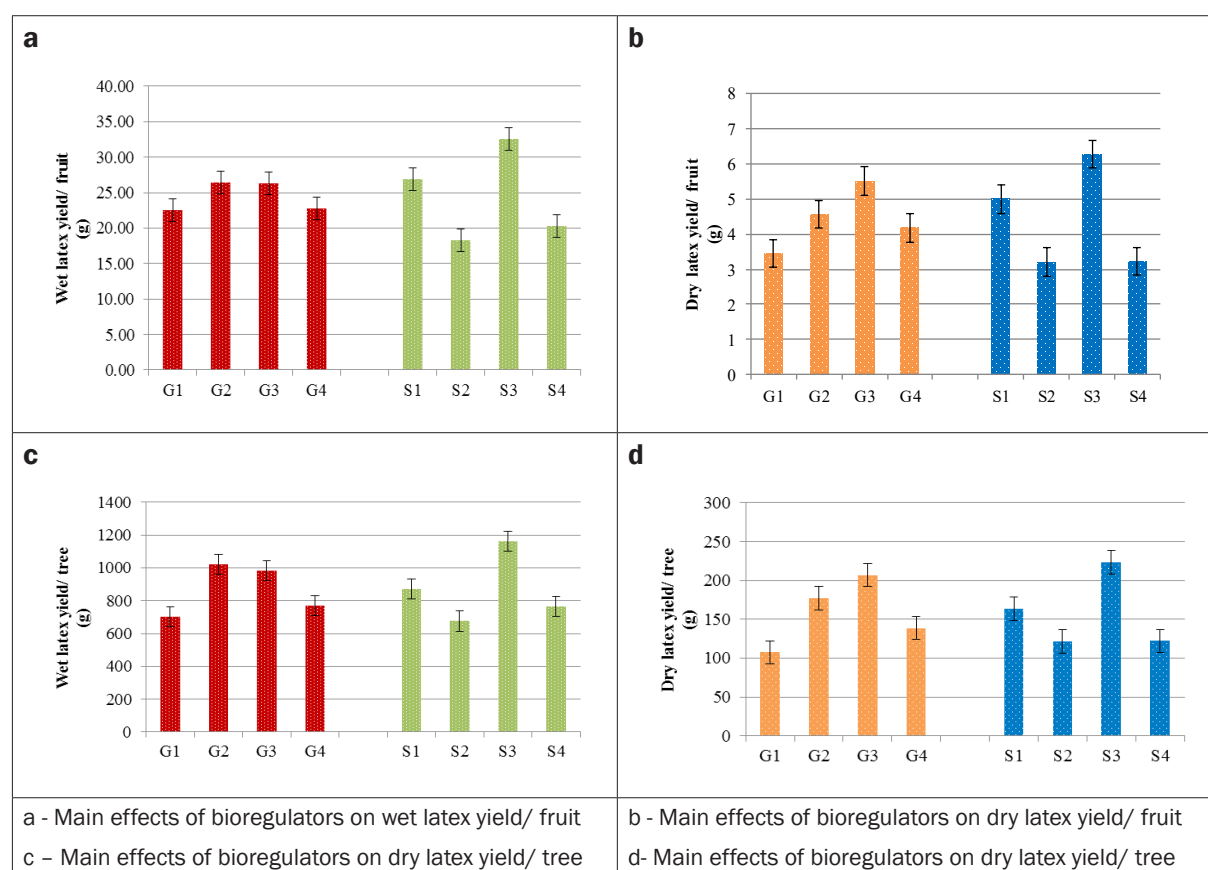 a
40.00
35.00
30.00
25.00
20.00
15.00
10.00
5.00
0.00
Wet latex yield/ fruit
(g)
G1 G2 G3 G4 S1 S2 S3 S4
b
8
7
6
5
4
3
2
1
0
Dry latex yield/ fruit
(g)
G1 G2 G3 G4 S1 S2 S3 S4
c
1400
1200
1000
800
600
400
200
0
Wet latex yield/ tree
(g)
G1 G2 G3 G4 S1 S2 S3 S4
d
300
250
200
150
100
50
0
Dry latex yield/ tree
(g)
G1 G2 G3 G4 S1 S2 S3 S4
a - Main effects of bioregulators on wet latex yield/ fruit
c – Main effects of bioregulators on dry latex yield/ tree
b - Main effects of bioregulators on dry latex yield/ fruit
d- Main effects of bioregulators on dry latex yield/ tree